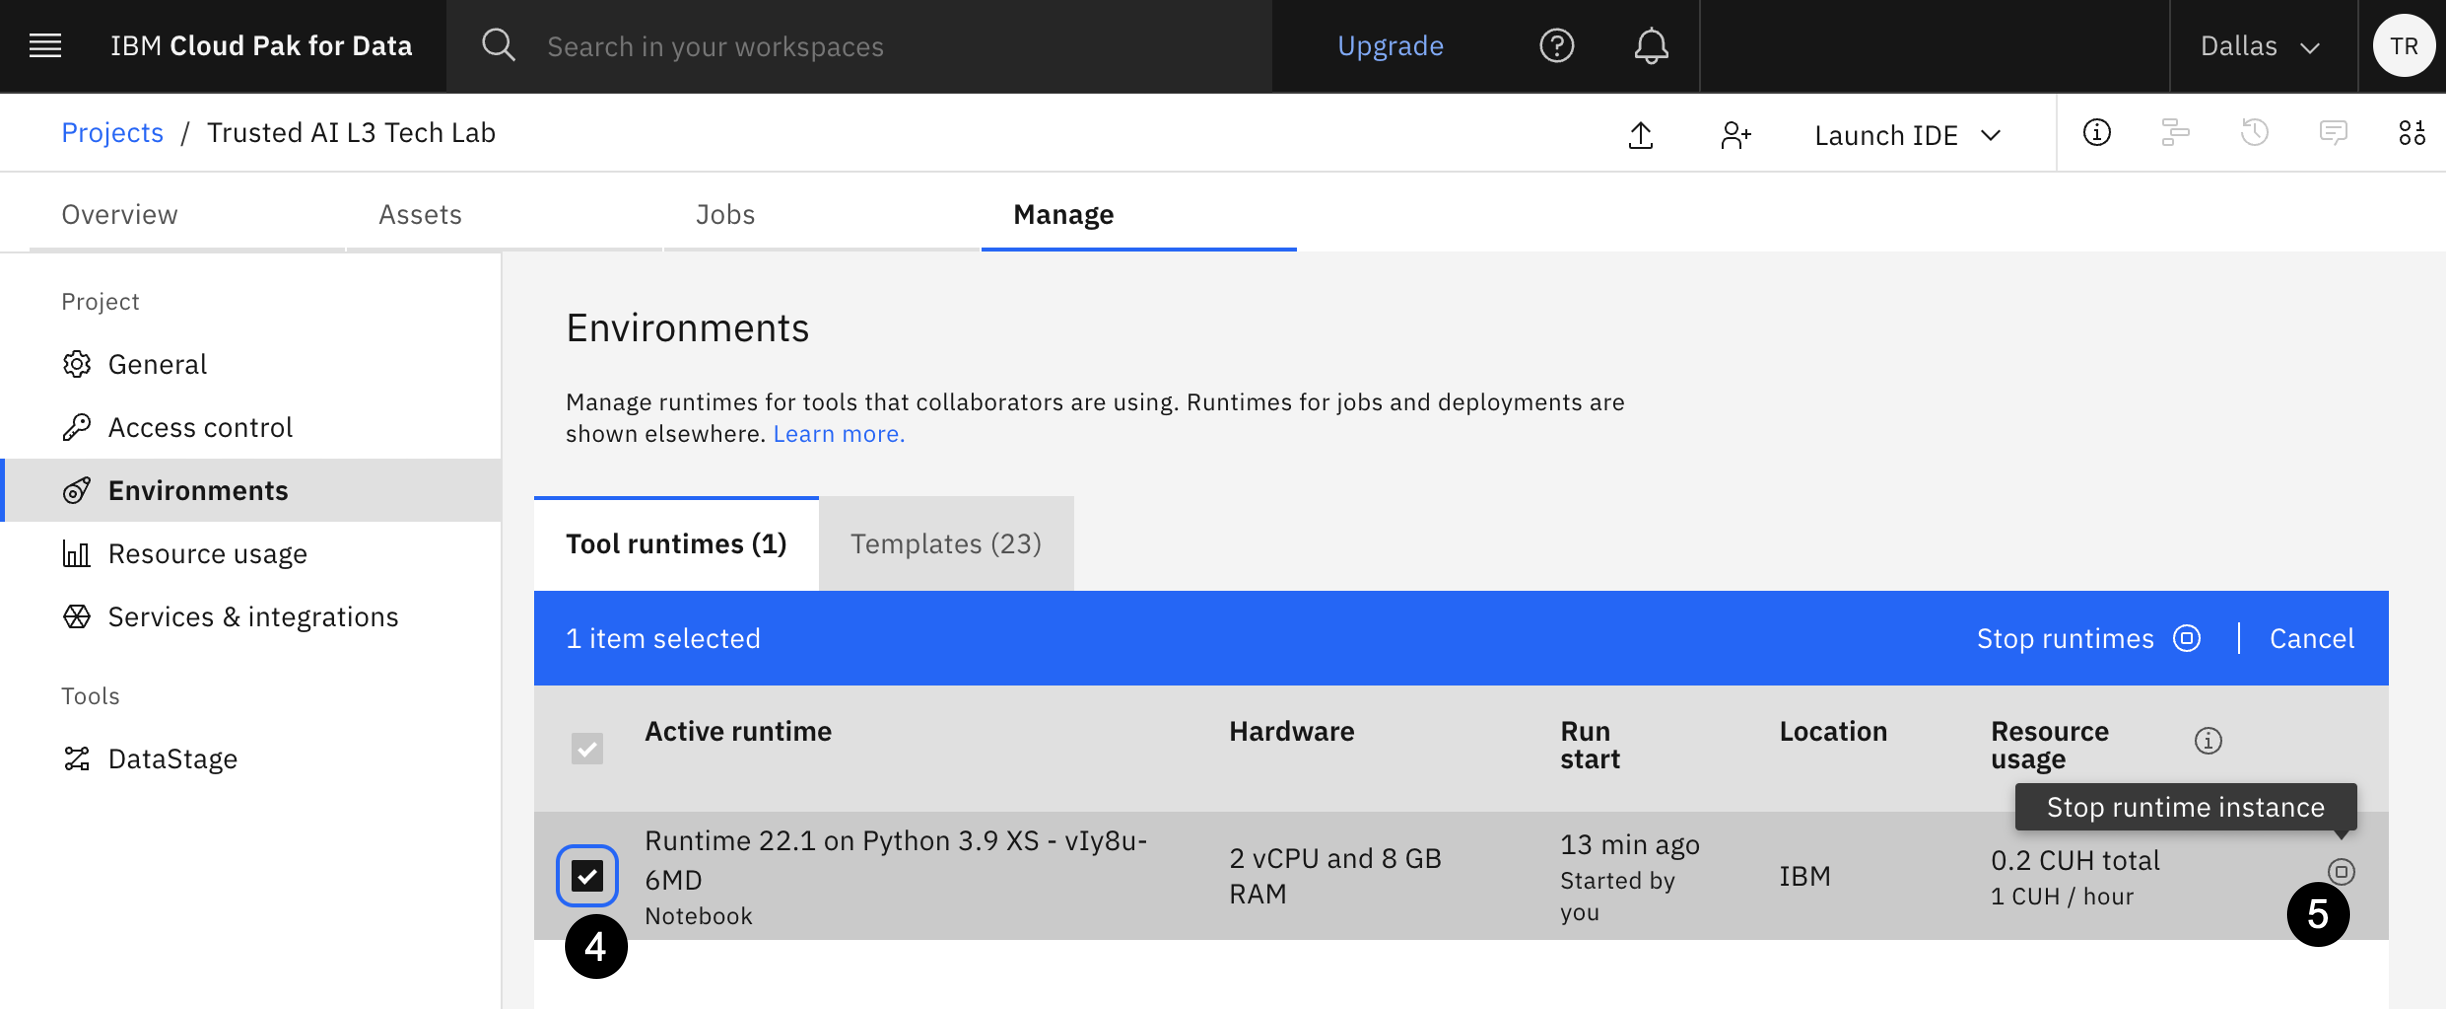 IBM Cloud Pak for Data
Search in your workspaces
Upgrade
Dallas
TR
Projects / Trusted AI L3 Tech Lab
Launch IDE
Overview
Assets
Jobs
Manage
Project
General
Access control
Environments
Resource usage
Services & integrations
Tools
DataStage
Environments
Manage runtimes for tools that collaborators are using. Runtimes for jobs and deployments are
shown elsewhere. Learn more.
Tool runtimes (1)
Templates (23)
1 item selected
Stop runtimes
Cancel
Active runtime
Hardware
Run
start
Location
Resource
usage
Stop runtime instance
Runtime 22.1 on Python 3.9 XS - vIy8u-
6MD
Notebook
2 vCPU and 8 GB
RAM
13 min ago
Started by
you
IBM
0.2 CUH total
1 CUH / hour
4
5